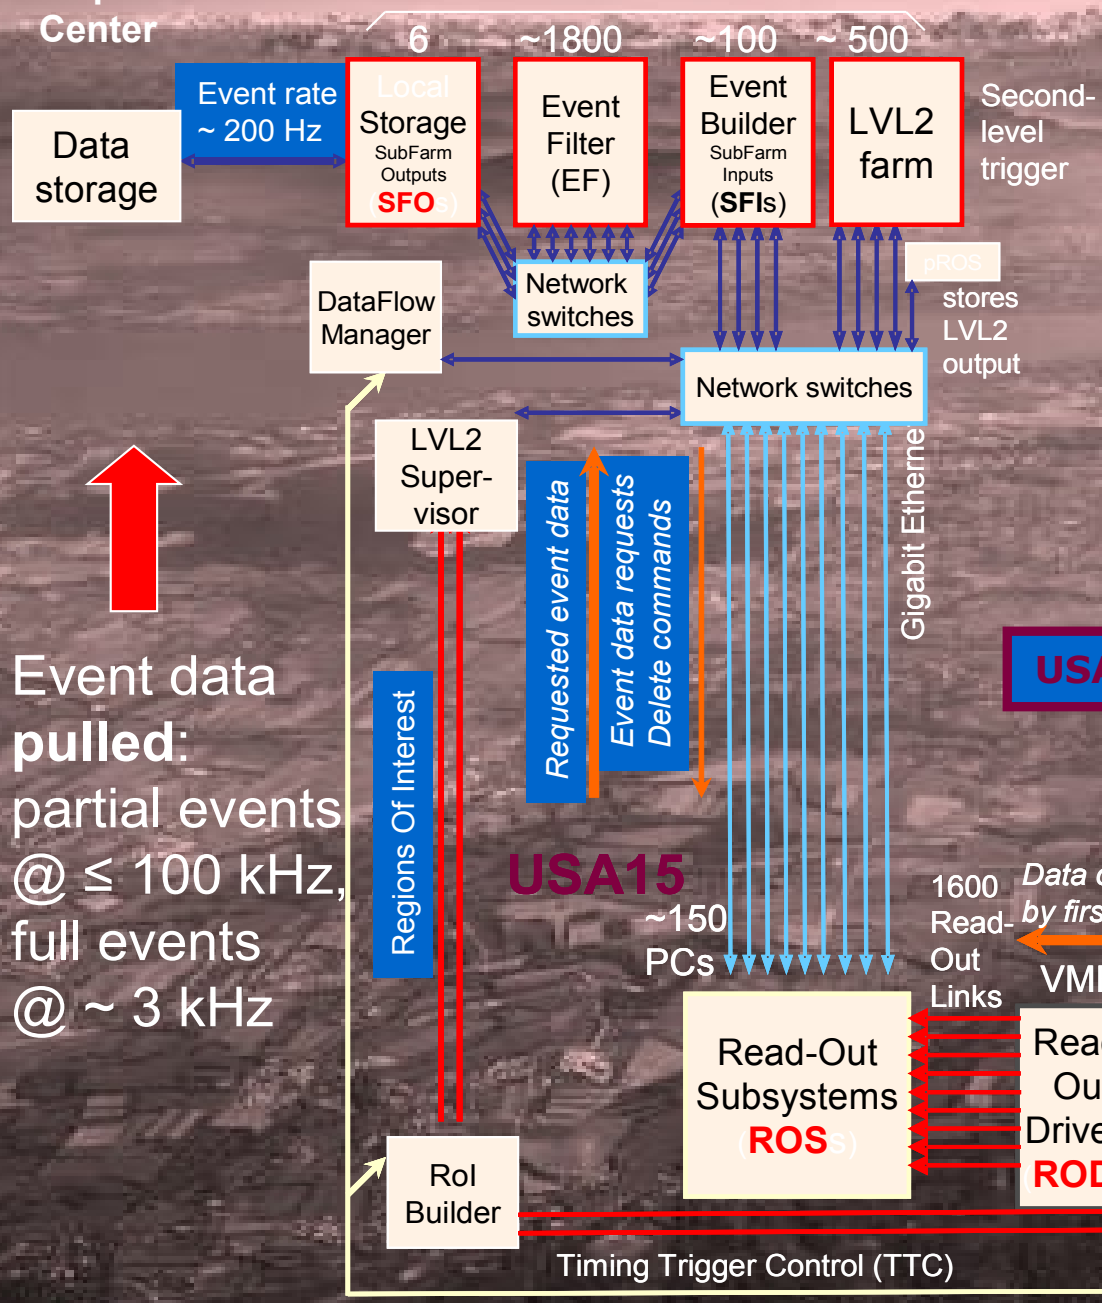 Center
6
~1800
~100
~ 500
Event rate
~ 200 Hz
Data
storage
Local
Storage
SubFarm
Outputs
(SFOs)
Event
Filter
(EF)
Event
Builder
SubFarm
Inputs
(SFIs)
LVL2
farm
Second-
level
trigger
pROS
stores
LVL2
output
Network
switches
DataFlow
Manager
Network switches
LVL2
Super-
visor
Requested event data
Event data requests
Delete commands
Gigabit Etherne
Regions Of Interest
Event data
pulled:
partial events
@ ≤ 100 kHz,
full events
@ ~ 3 kHz
USA
USA15
~150
PCs
1600
Read-
Out
Links
Data
by firs
VM
Read-Out
Subsystems
(ROSs)
Rea
Ou
Drive
(ROD
RoI
Builder
Timing Trigger Control (TTC)